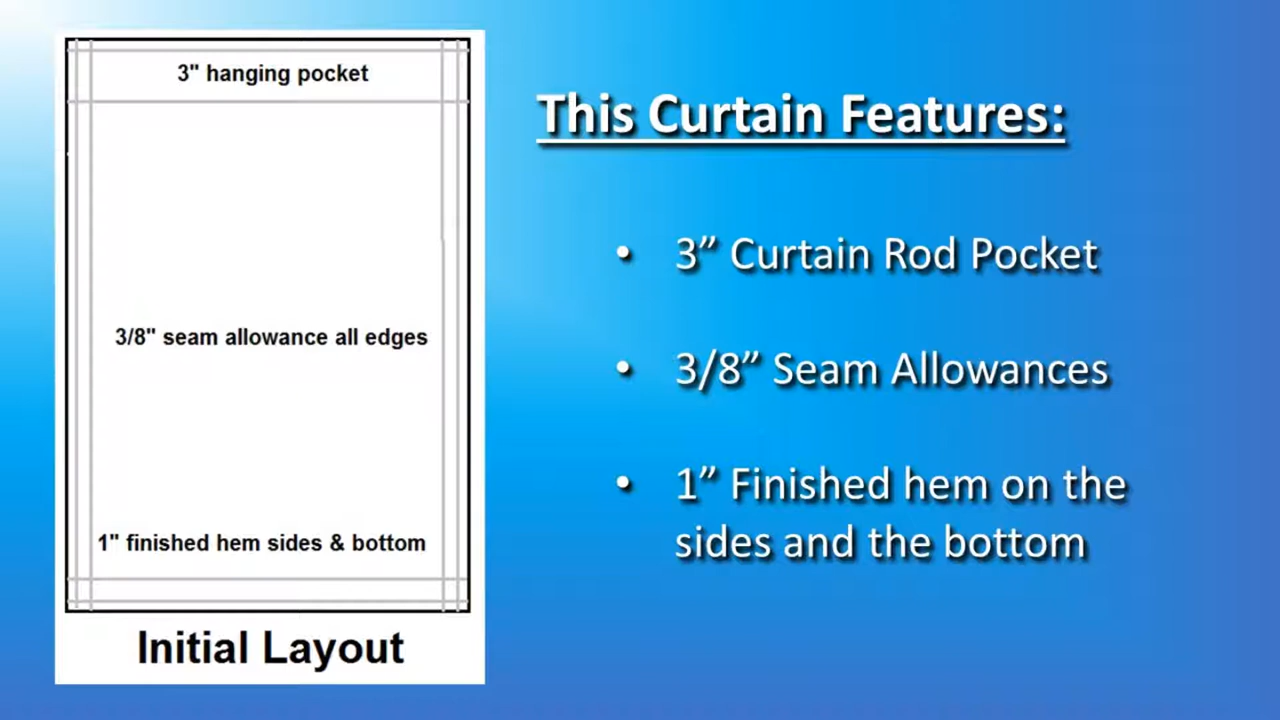 3" hanging pocket
3/8" seam allowance all edges
1" finished hem sides & bottom
Initial Layout
This Curtain Features:
• 3” Curtain Rod Pocket
• 3/8” Seam Allowances
• 1” Finished hem on the
sides and the bottom